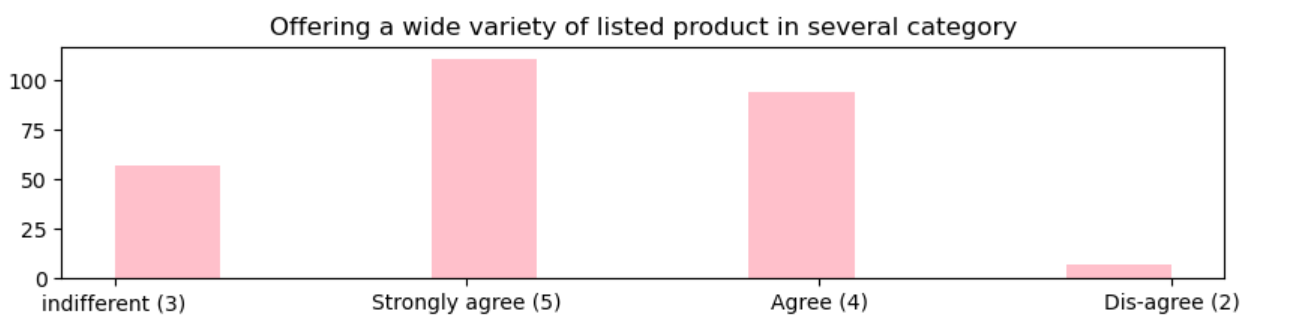 Offering a wide variety of listed product in several category
100
75
50
25
0
indifferent (3) Strongly agree (5) Agree (4) Dis-agree (2)